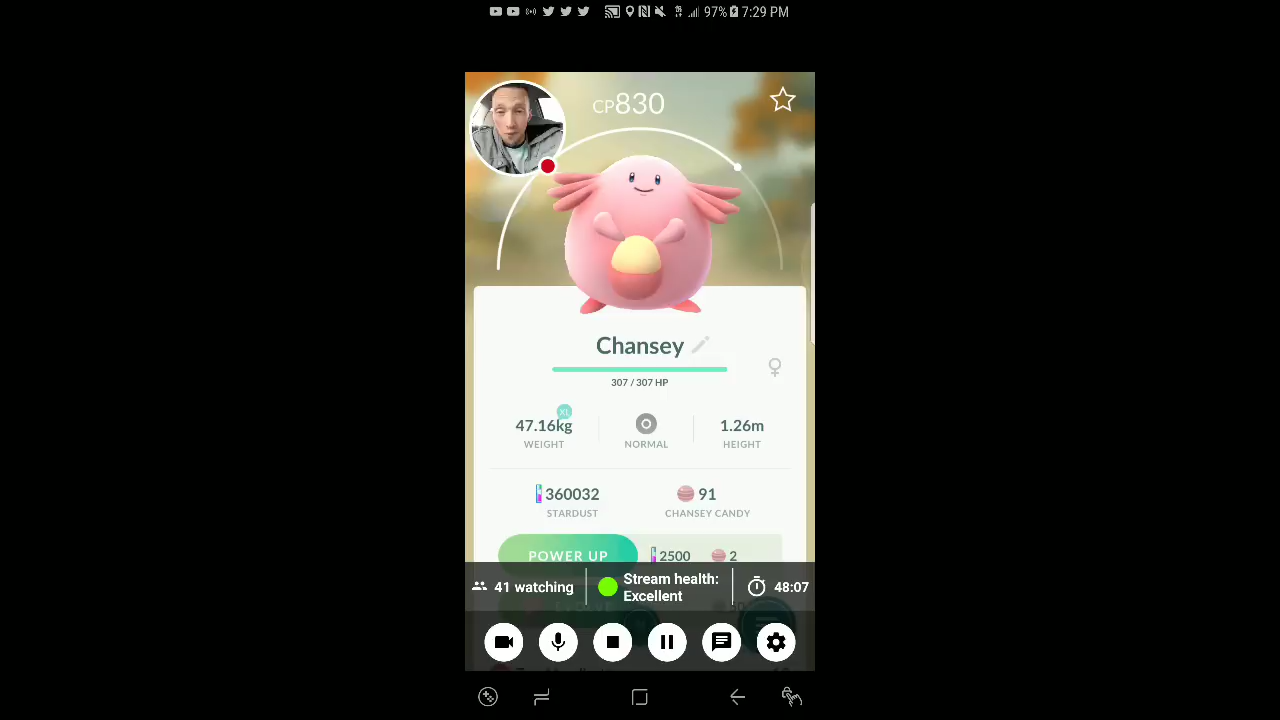 97% 7:29 PM
CP830
Chansey
307 / 307 HP
XL
47.16kg
WEIGHT
NORMAL
1.26m
HEIGHT
360032
STARDUST
91
CHANSEY CANDY
POWER UP
2500
2
41 watching
Stream health:
Excellent
48:07